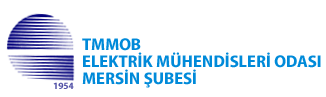 TMMOB
ELEKTRİK MÜHENDİSLERİ ODASI
MERSİN ŞUBESİ
1954